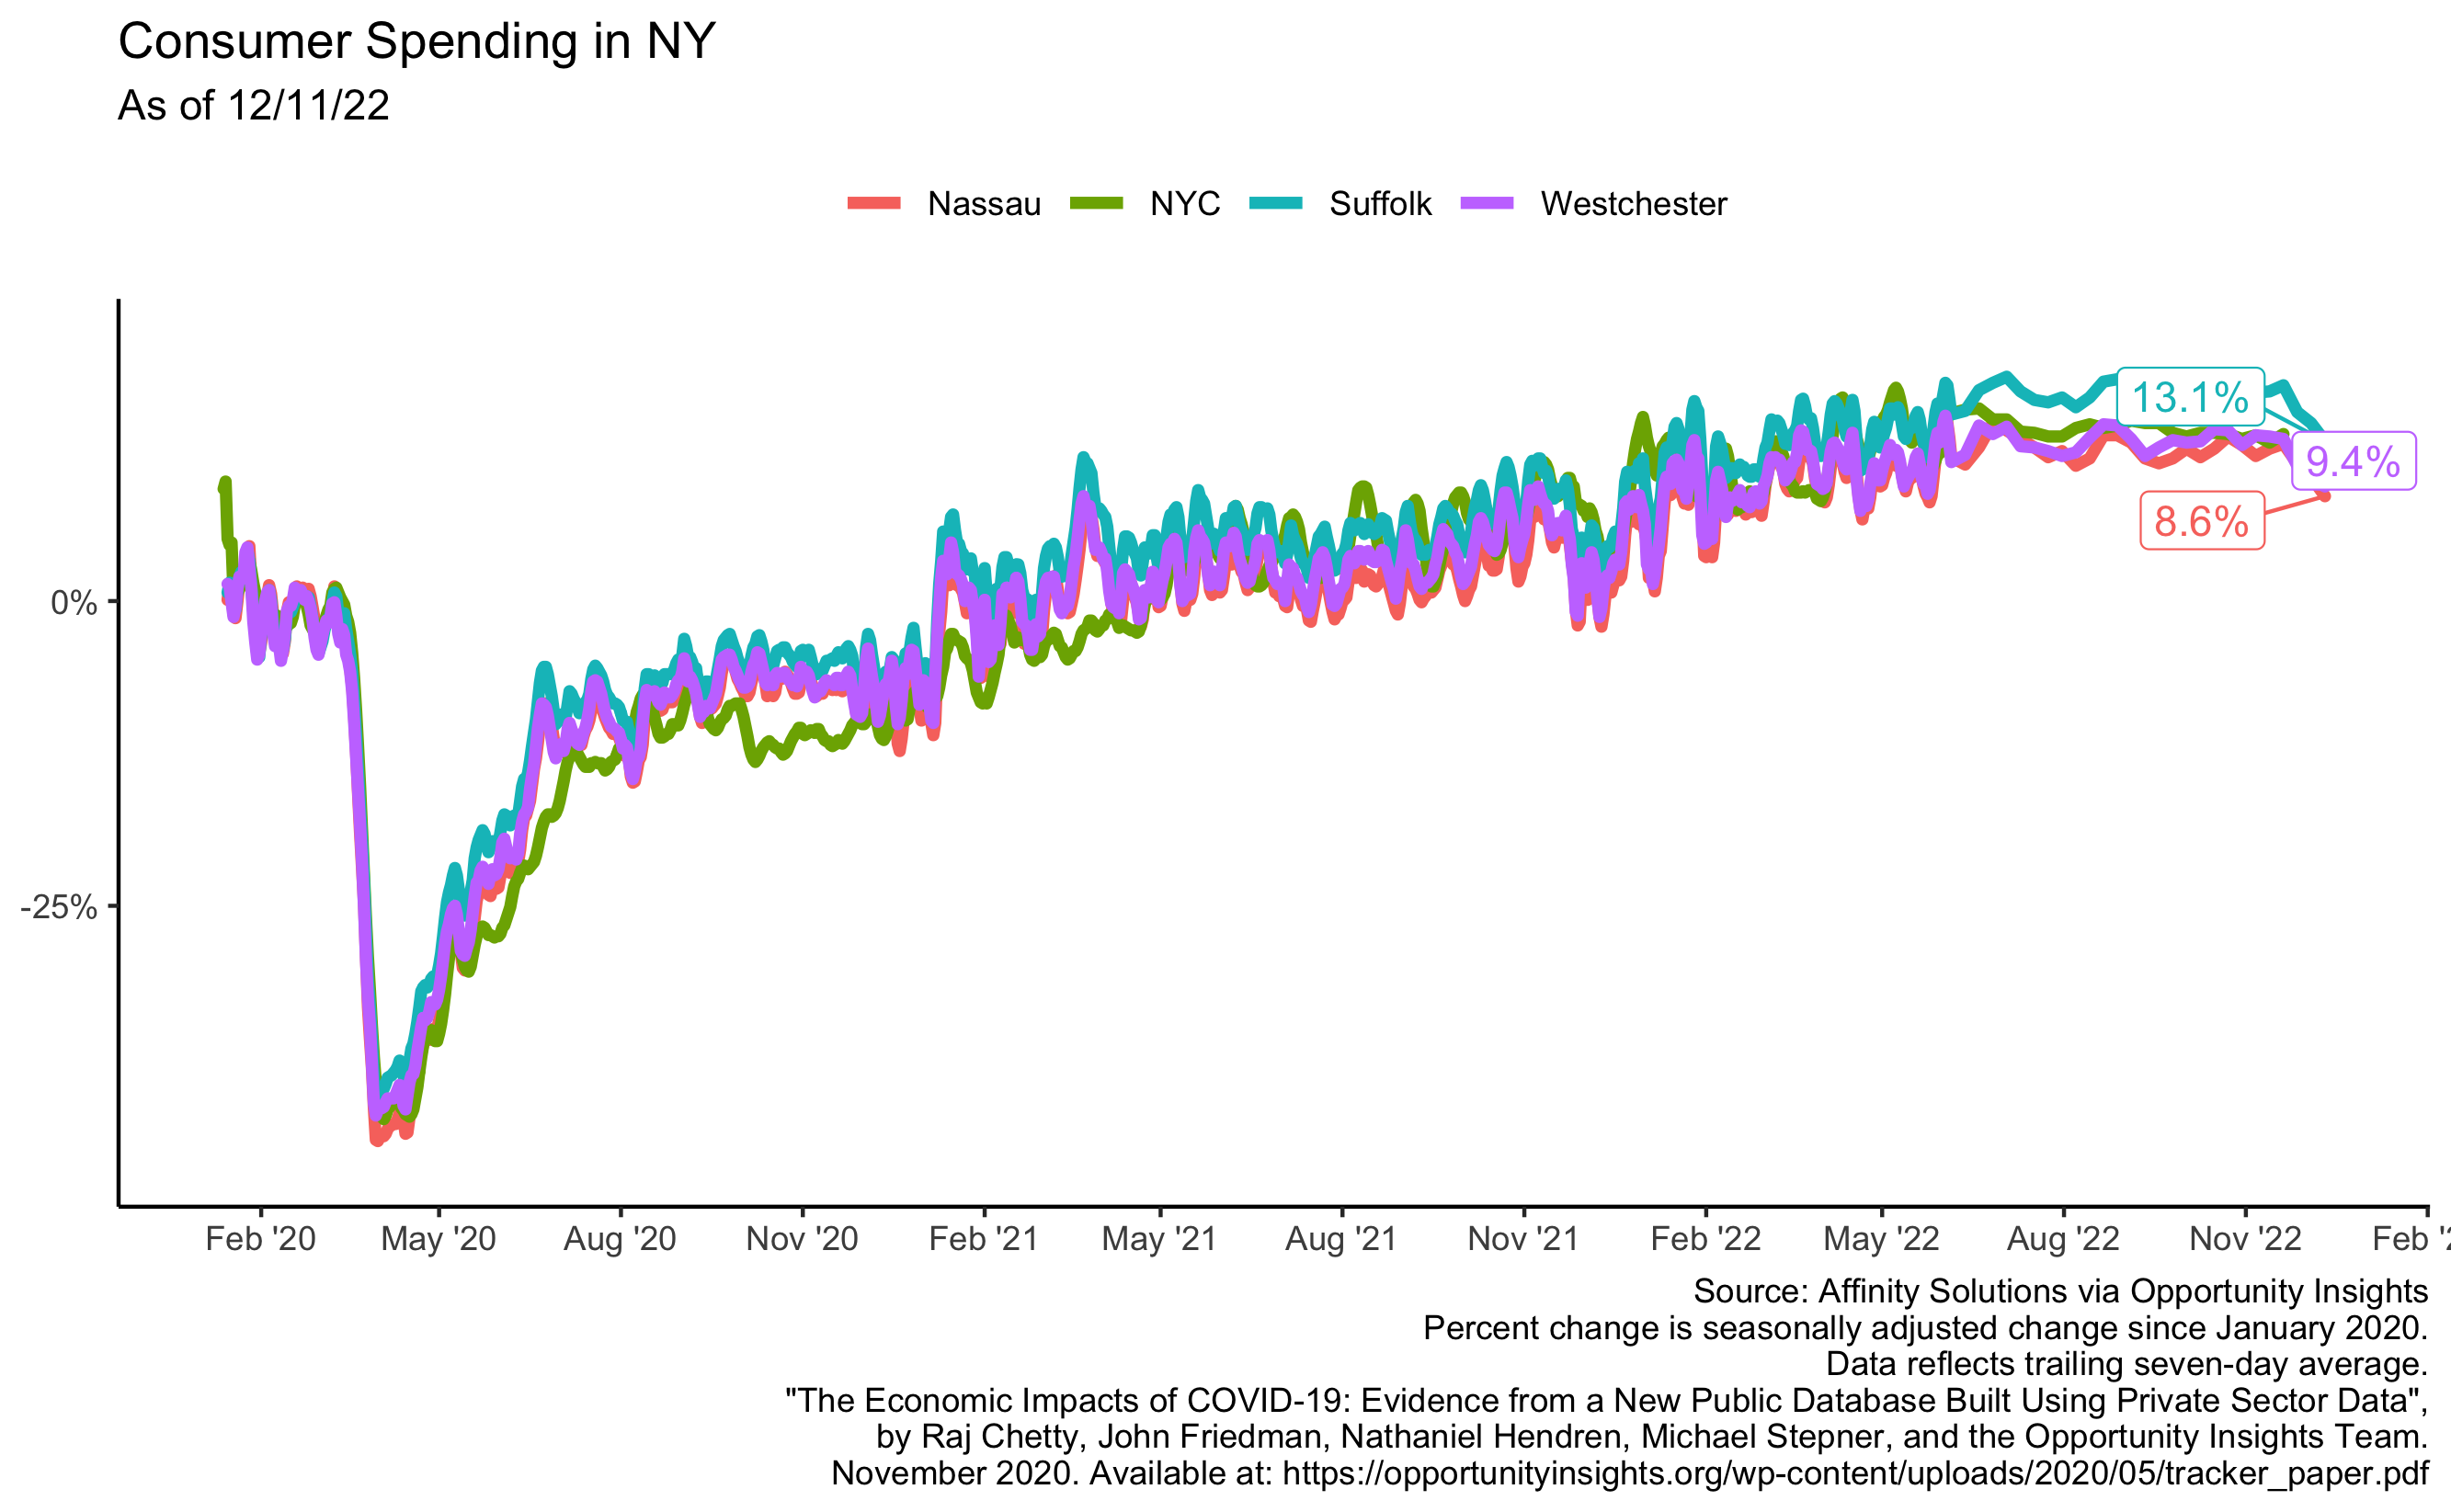 Consumer Spending in NY
As of 12/11/22
Nassau NYC Suffolk Westchester
13.1%
9.4%
8.6%
0%
-25%
Feb '20 May '20 Aug '20 Nov '20 Feb '21 May '21 Aug '21 Nov '21 Feb '22 May '22 Aug '22 Nov '22 Feb
Source: Affinity Solutions via Opportunity Insights
Percent change is seasonally adjusted change since January 2020.
Data reflects trailing seven-day average.
"The Economic Impacts of COVID-19: Evidence from a New Public Database Built Using Private Sector Data",
by Raj Chetty, John Friedman, Nathaniel Hendren, Michael Stepner, and the Opportunity Insights Team.
November 2020. Available at: https://opportunityinsights.org/wp-content/uploads/2020/05/tracker_paper.pdf